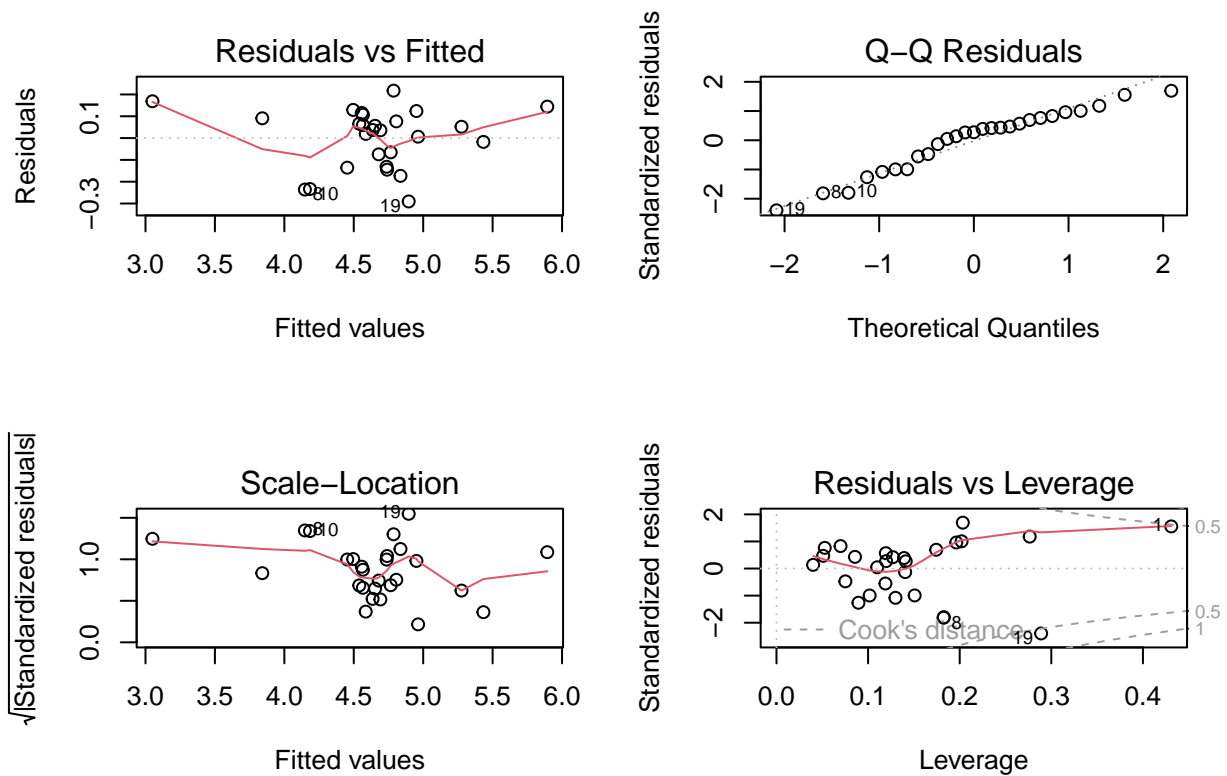 Residuals vs Fitted
Residuals
0.1
−0.3
8
10
19
3.0 3.5 4.0 4.5 5.0 5.5 6.0
Fitted values
Q−Q Residuals
Standardized residuals
2
0
−2
19
8
10
−2 −1 0 1 2
Theoretical Quantiles
Scale−Location
√|Standardized residuals|
1.0
0.0
8
10
19
3.0 3.5 4.0 4.5 5.0 5.5 6.0
Fitted values
Residuals vs Leverage
Standardized residuals
2
0
−2
1
0.5
8
0.5
Cook's distance
19
1
0.0 0.1 0.2 0.3 0.4
Leverage